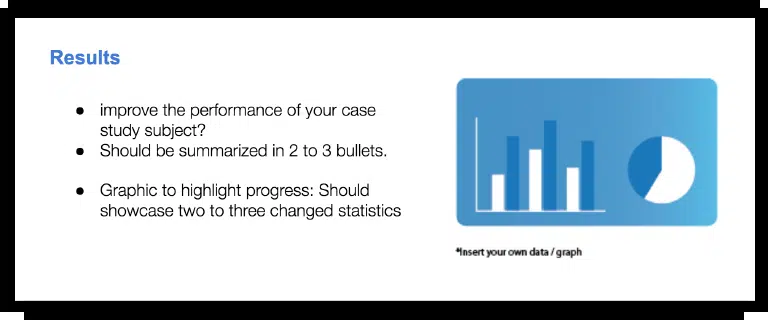 Results
● improve the performance of your case
study subject?
● Should be summarized in 2 to 3 bullets.
● Graphic to highlight progress: Should
showcase two to three changed statistics
*Insert your own data / graph